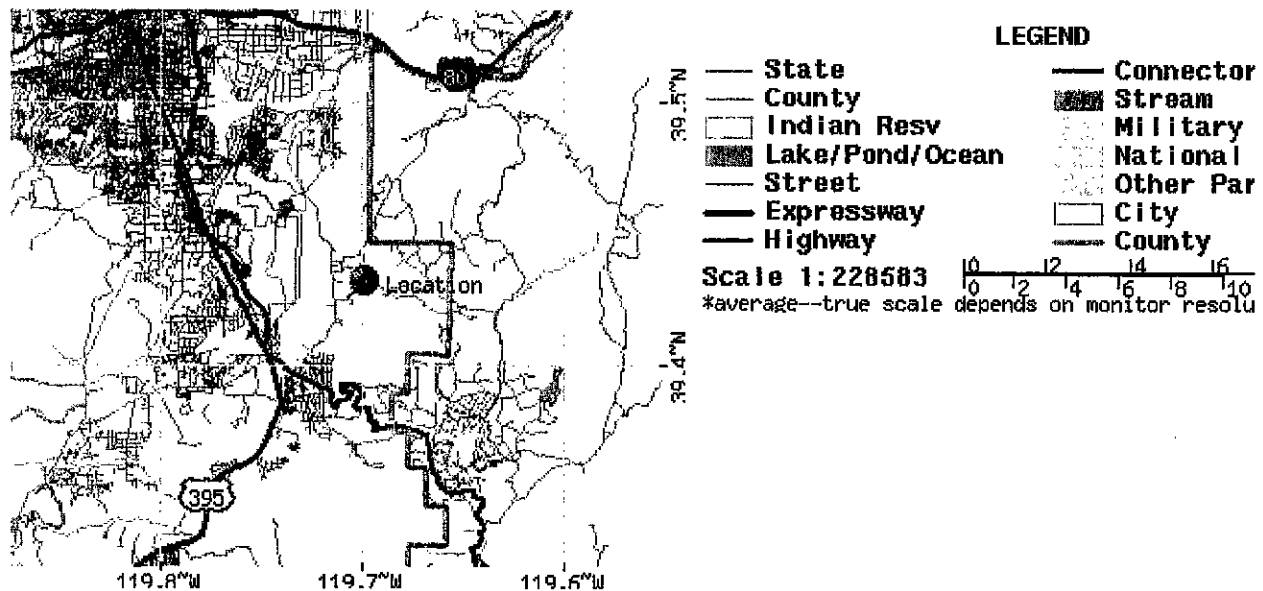 LEGEND
State
County
Indian Resv
Lake/Pond/Ocean
Street
Expressway
Highway
Connector
Stream
Military
National
Other Par
City
County
Scale 1:228583
0 2 4 6
0 2 4 6 8 10
*average--true scale depends on monitor resolu
80
Location
395
39.5~N
39.4~N
119.8~W
119.7~W
119.6~W